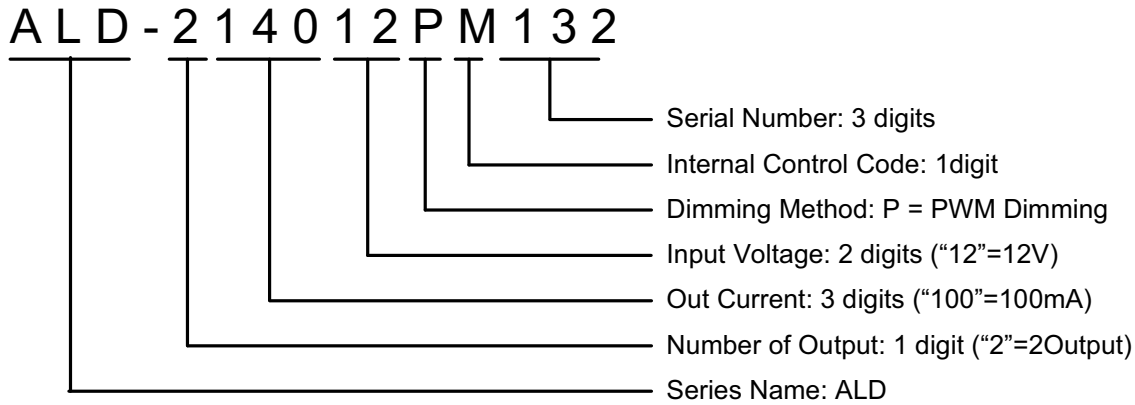 ALD-214012PM132
Serial Number: 3 digits
Internal Control Code: 1digit
Dimming Method: P = PWM Dimming
Input Voltage: 2 digits (“12”=12V)
Out Current: 3 digits (“100”=100mA)
Number of Output: 1 digit (“2”=2Output)
Series Name: ALD